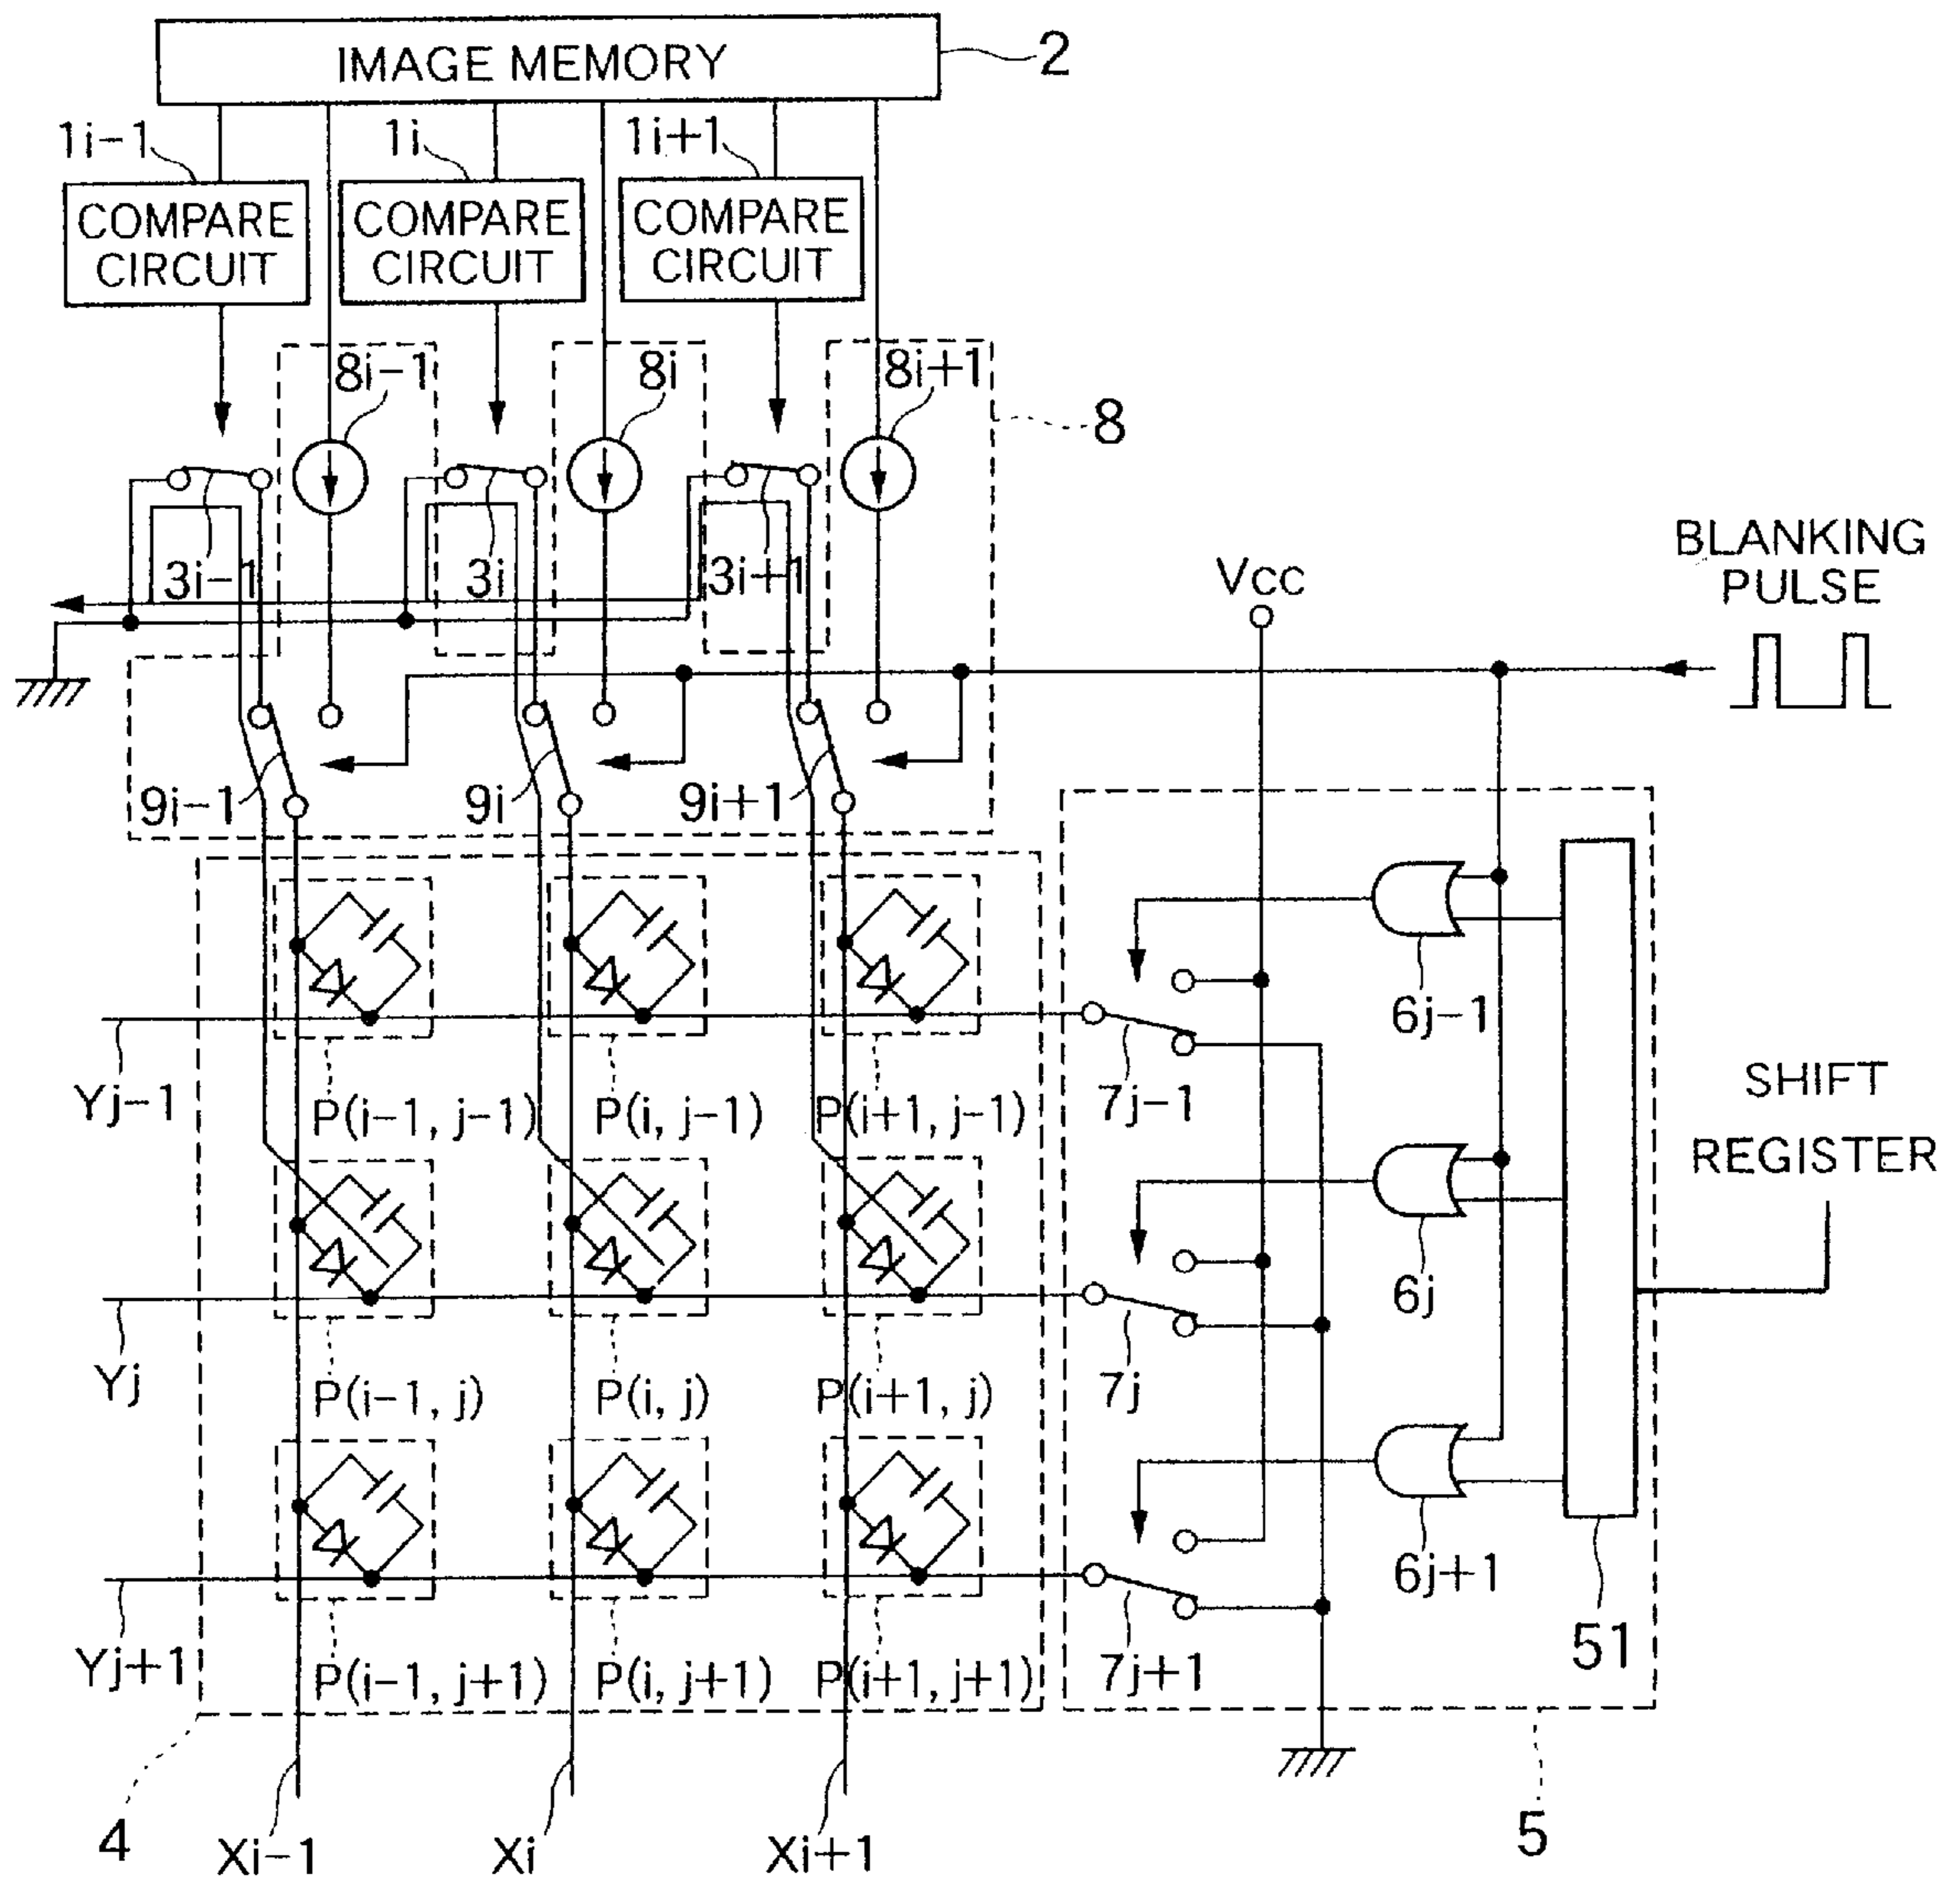 IMAGE MEMORY
2
1i-1
1i
1i+1
COMPARE
CIRCUIT
COMPARE
CIRCUIT
COMPARE
CIRCUIT
8i-1
8i
8i+1
8
3i-1
3i
3i+1
BLANKING
PULSE
Vcc
9i-1
9i
9i+1
6j-1
Yj-1
P(i-1, j-1)
P(i, j-1)
P(i+1, j-1)
7j-1
SHIFT
REGISTER
6j
Yj
P(i-1, j)
P(i, j)
P(i+1, j)
7j
6j+1
51
Yj+1
P(i-1, j+1)
P(i, j+1)
P(i+1, j+1)
7j+1
4
Xi-1
Xi
Xi+1
5